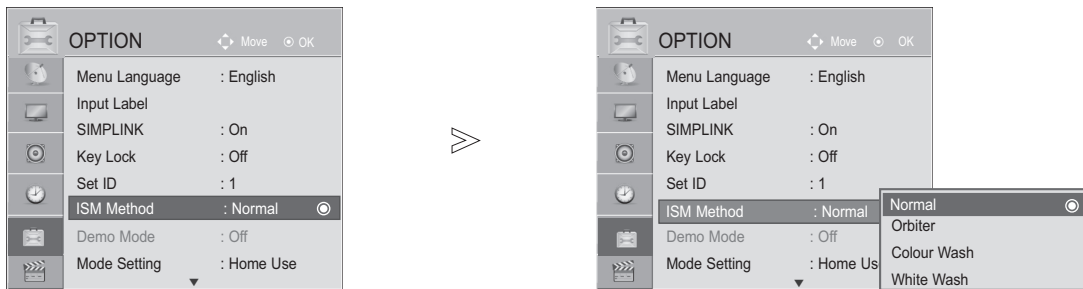 OPTION Move OK
Menu Language : English
Input Label
SIMPLINK : On
Key Lock : Off
Set ID : 1
ISM Method : Normal
Demo Mode : Off
Mode Setting : Home Use
OPTION Move OK
Menu Language : English
Input Label
SIMPLINK : On
Key Lock : Off
Set ID : 1
ISM Method : Normal
Demo Mode : Off
Mode Setting : Home Us
Normal
Orbiter
Colour Wash
White Wash